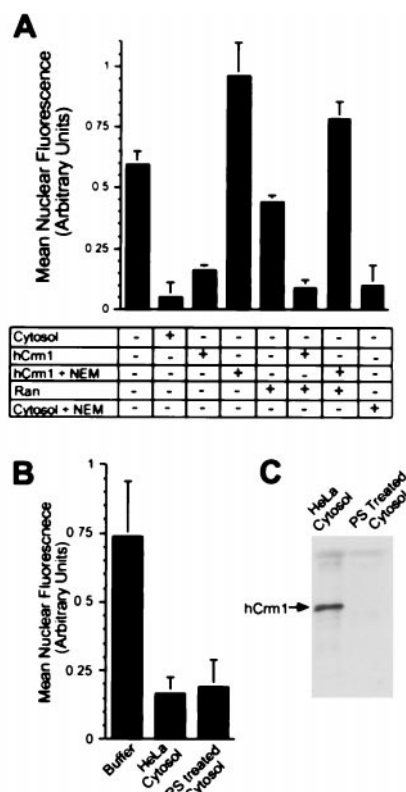 A
Mean Nuclear Fluorescence
(Arbitrary Units)
1
0.75
0 5
0 25
0
Cytosol - + - - - - - -
hCrm1 - - + - - + - -
hCrm1 + NEM - - - + - - + -
Ran - - - - + + + -
Cytosol + NEM - - - - - - - +
B
Mean Nuclear Fluorescnece
(Arbitrary Units)
1
0.75
0 5
0 25
0
Buffer
HeLa
Cytosol
PS treated
Cytosol
C
HeLa
Cytosol
PS Treated
Cytosol
hCrm1